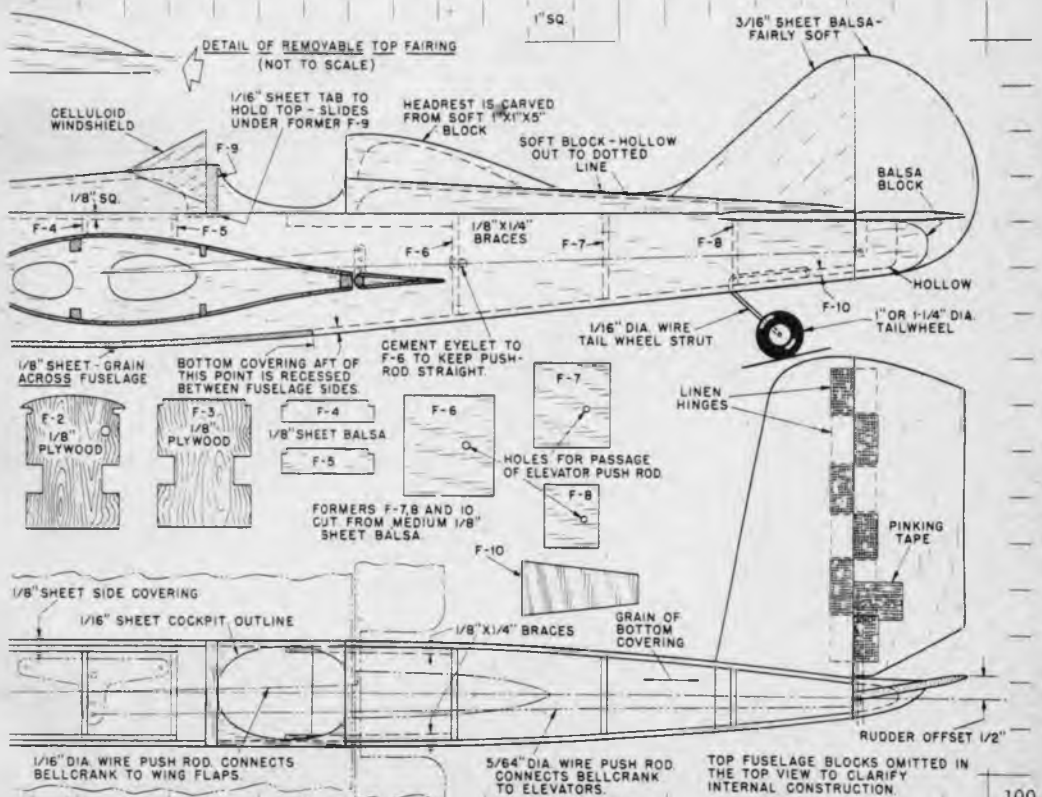 1" SQ.
3/16" SHEET BALSA-
FAIRLY SOFT
DETAIL OF REMOVABLE TOP FAIRING
(NOT TO SCALE)
1/16" SHEET TAB TO
HOLD TOP - SLIDES
UNDER FORMER F-9
HEADREST IS CARVED
FROM SOFT 1"X1"X5"
BLOCK
CELLULOID
WINDSHIELD
F-9
SOFT BLOCK-HOLLOW
OUT TO DOTTED
LINE
BALSA
BLOCK
1/8" SQ.
F-4
F-5
F-6
1/8"X1/4"
BRACES
F-7
F-8
HOLLOW
F-10
1/16" DIA. WIRE
TAIL WHEEL STRUT
1" OR 1-1/4" DIA.
TAILWHEEL
1/8" SHEET-GRAIN
ACROSS FUSELAGE
BOTTOM COVERING AFT OF
THIS POINT IS RECESSED
BETWEEN FUSELAGE SIDES.
CEMENT EYELET TO
F-6 TO KEEP PUSH-
ROD STRAIGHT.
LINEN
HINGES
F-2
1/8"
PLYWOOD
F-3
1/8"
PLYWOOD
F-4
1/8" SHEET BALSA
F-5
F-6
F-7
HOLES FOR PASSAGE
OF ELEVATOR PUSH ROD.
F-8
FORMERS F-7,8 AND 10
CUT FROM MEDIUM 1/8"
SHEET BALSA.
PINKING
TAPE
F-10
1/8" SHEET SIDE COVERING
1/16" SHEET COCKPIT OUTLINE
1/8"X1/4" BRACES
GRAIN OF
BOTTOM
COVERING
RUDDER OFFSET 1/2"
1/16" DIA. WIRE PUSH ROD. CONNECTS
BELLCRANK TO WING FLAPS.
5/64" DIA. WIRE PUSH ROD.
CONNECTS BELLCRANK
TO ELEVATORS.
TOP FUSELAGE BLOCKS OMITTED IN
THE TOP VIEW TO CLARIFY
INTERNAL CONSTRUCTION.